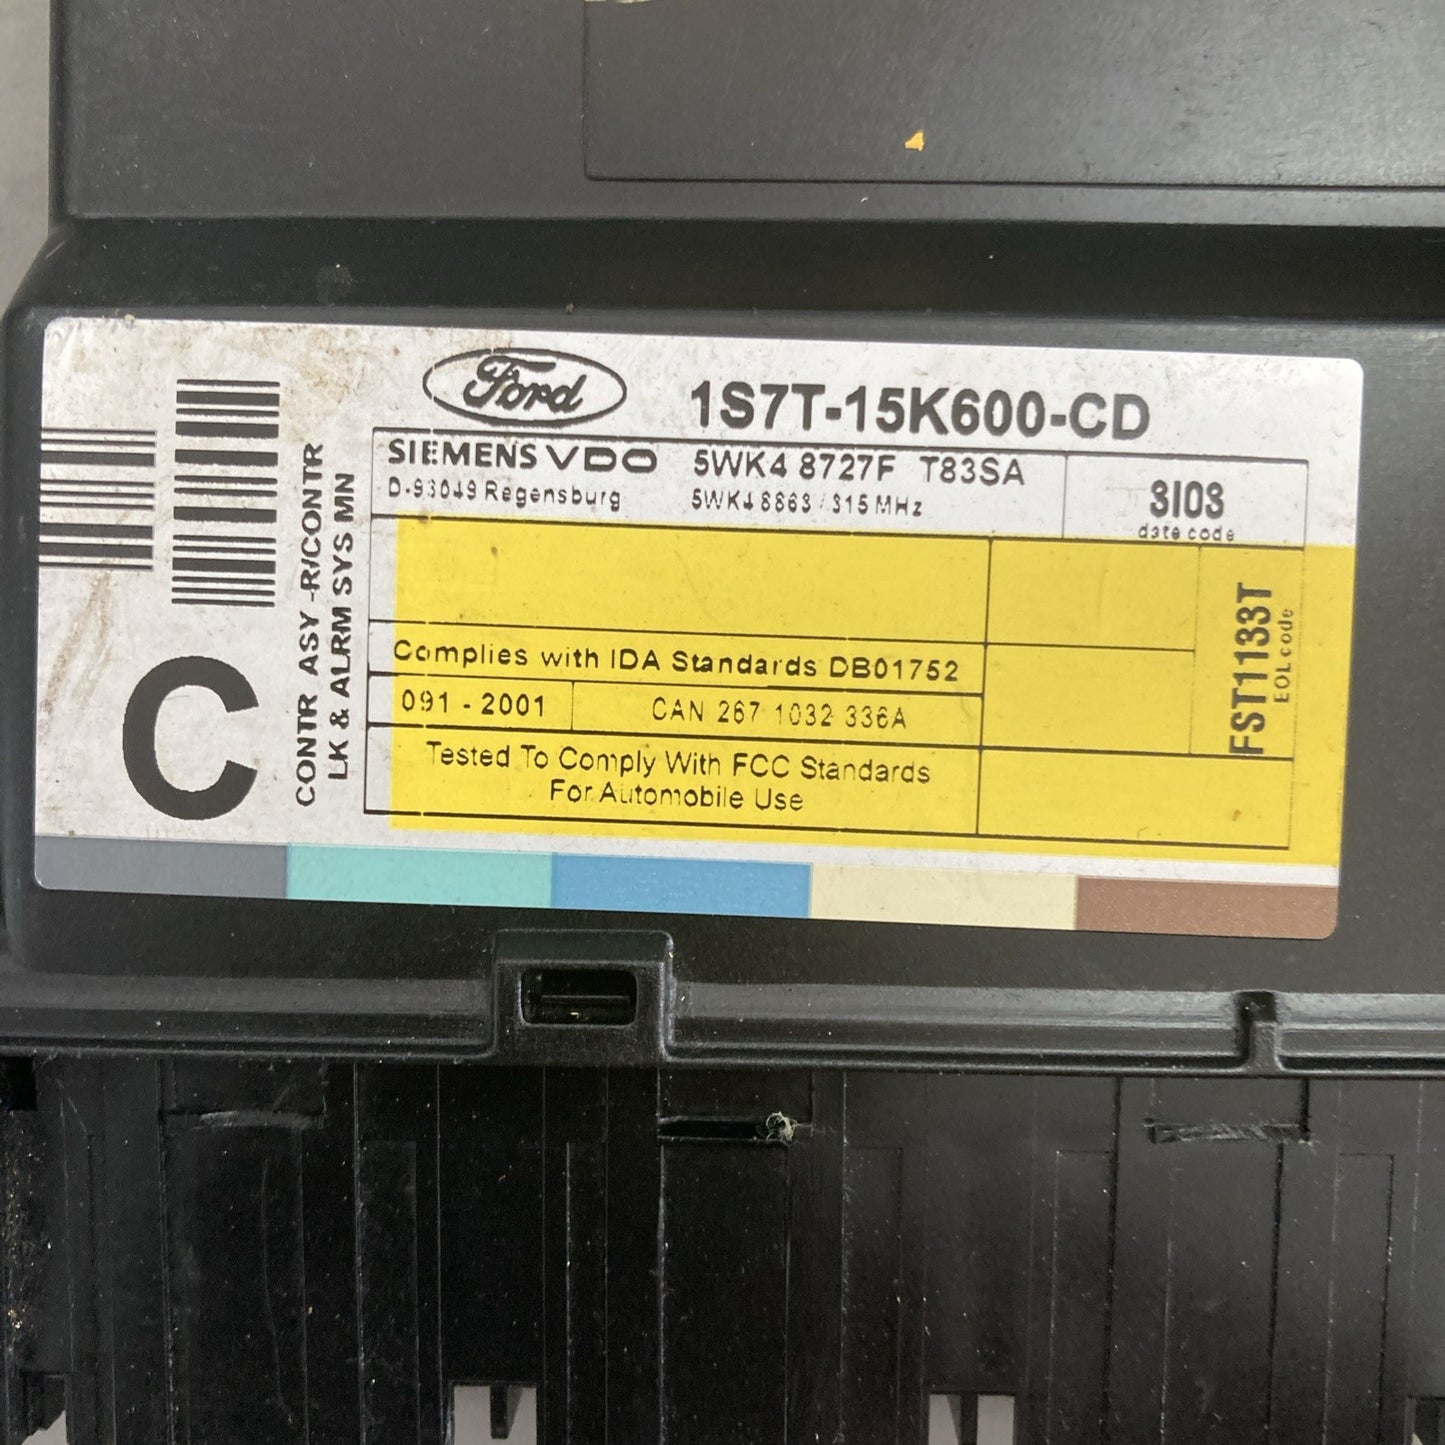 Ford
1S7T-15K600-CD
SIEMENS VDO
5WK4 8727F T83SA
D-93049 Regensburg
5WK4 8863 / 315 MHz
3I03
date code
CONTR ASY -R/CONTR
LK & ALRM SYS MN
C
Complies with IDA Standards DB01752
091 - 2001
CAN 267 1032 336A
Tested To Comply With FCC Standards
For Automobile Use
FST1133T
EOL code